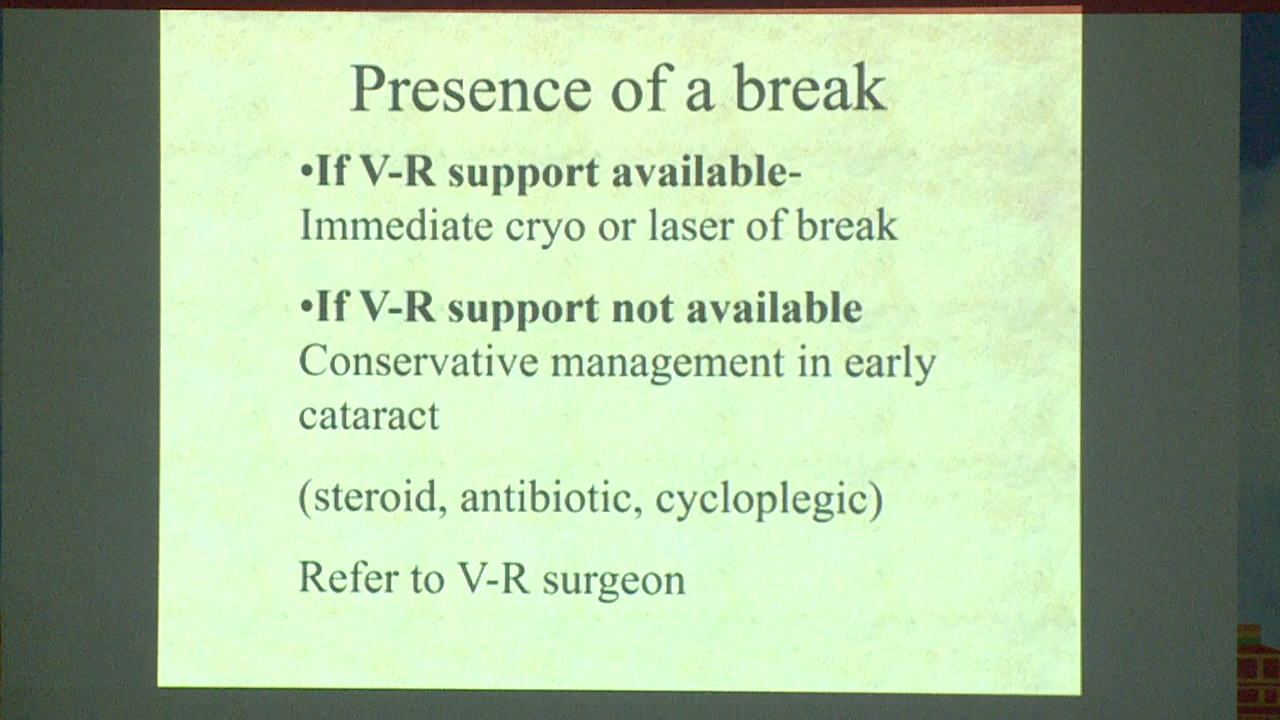 Presence of a break
•If V-R support available-
Immediate cryo or laser of break
•If V-R support not available
Conservative management in early
cataract
(steroid, antibiotic, cycloplegic)
Refer to V-R surgeon